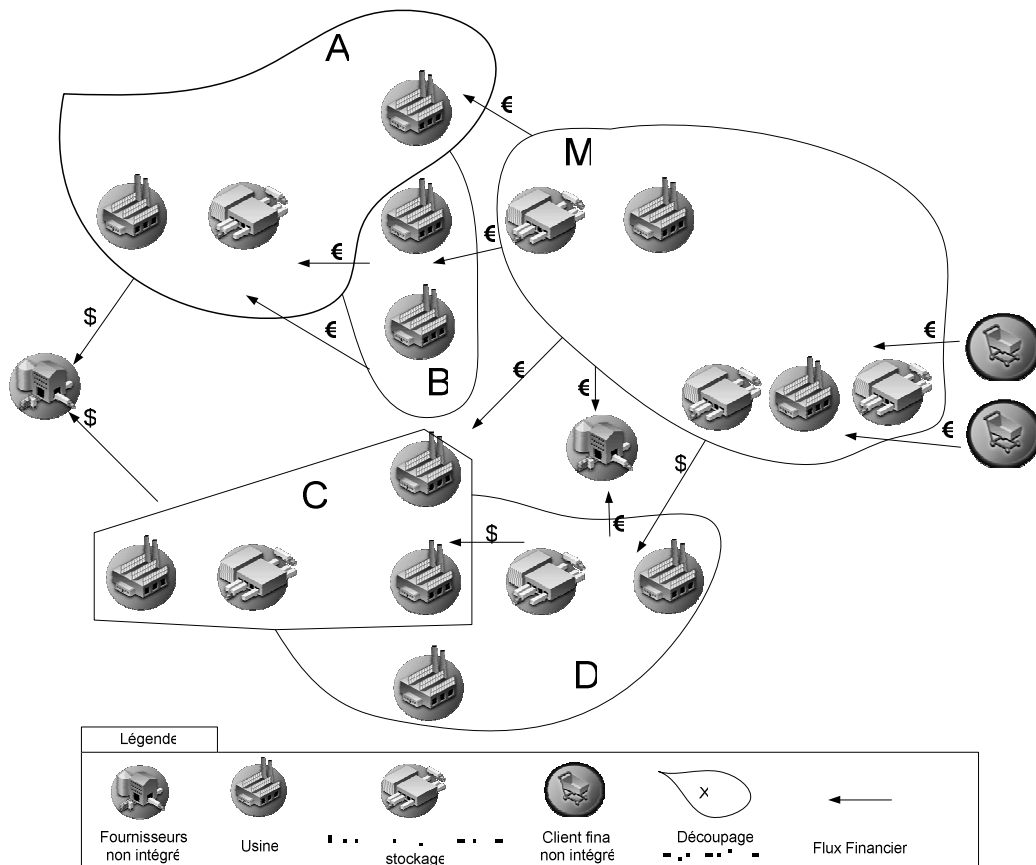 A
€
M
€
€
€
$
€
B
€
€
€
€
$
$
C
$
€
D
Légende
Fournisseurs
non intégré
Usine
stockage
Client fina
non intégré
X
Découpage
Flux Financier